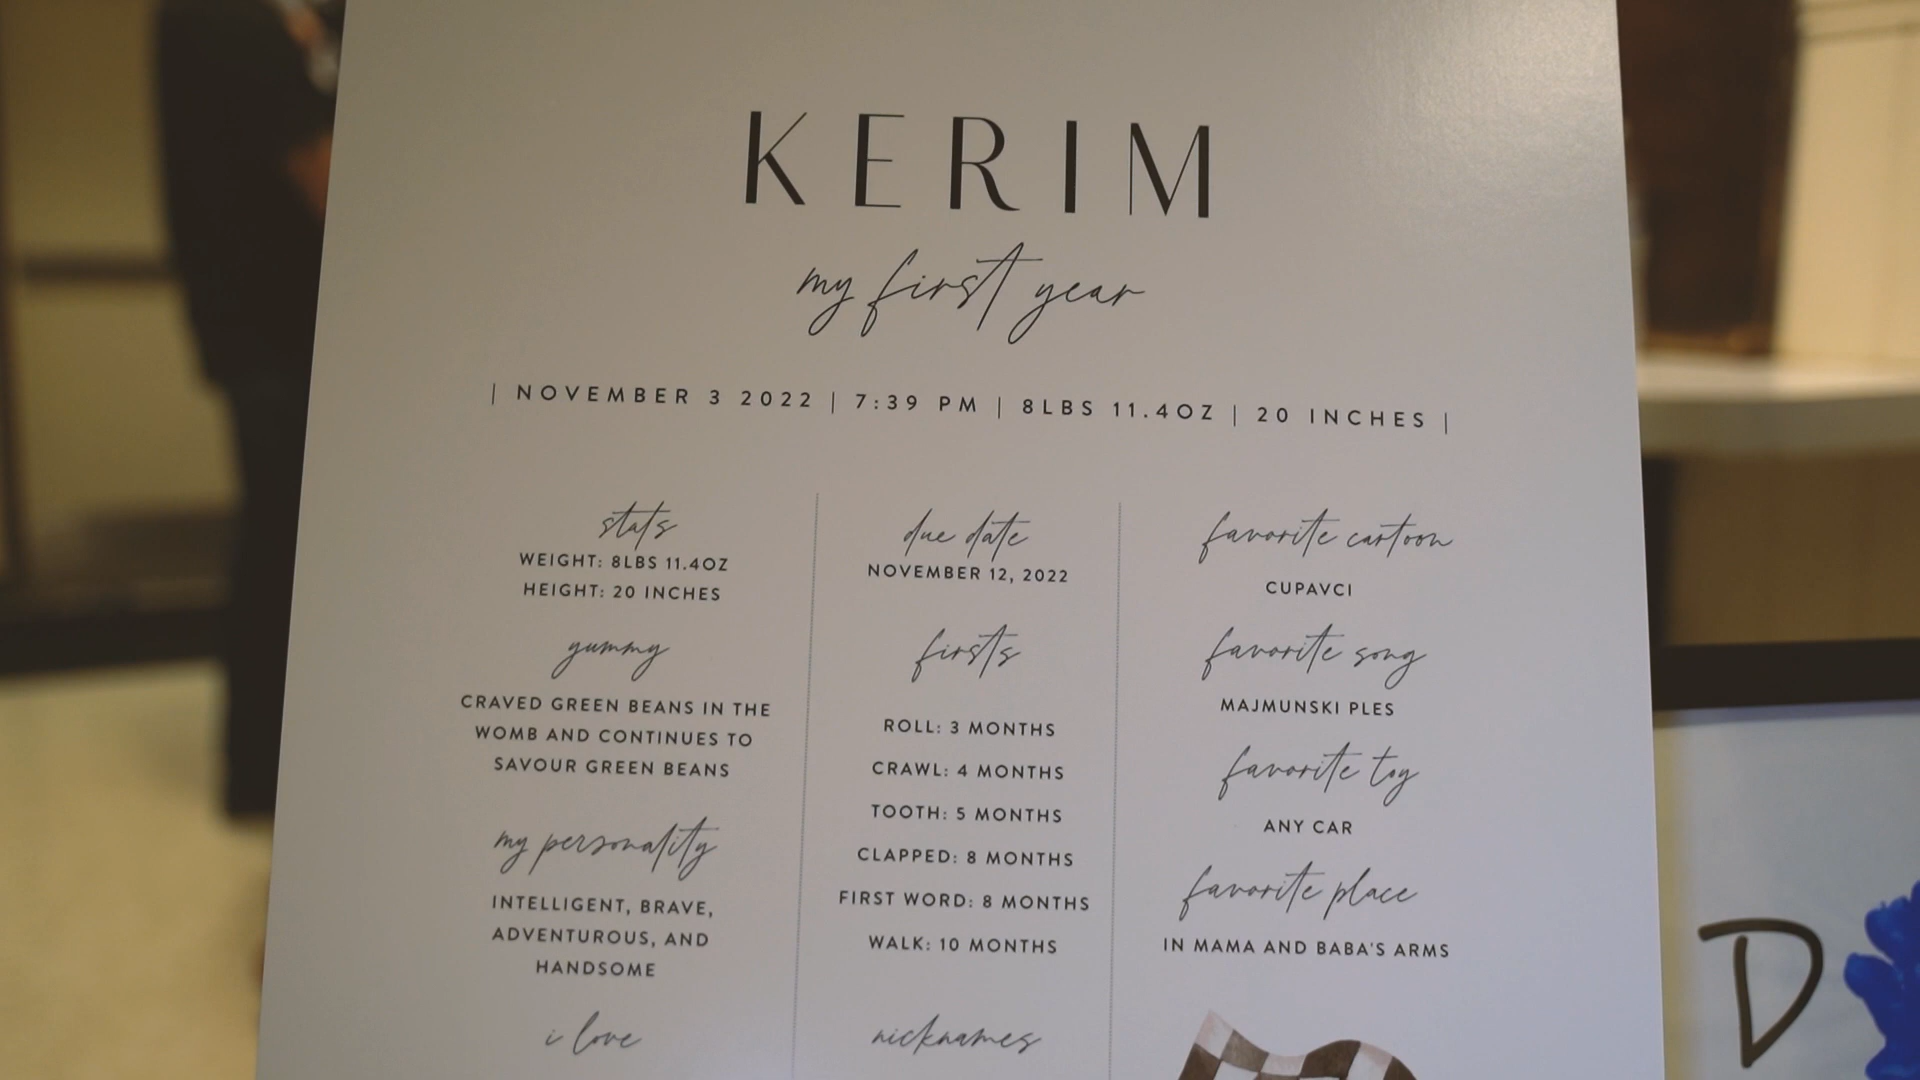 KERIM
my first year
| NOVEMBER 3 2022 | 7:39 PM | 8LBS 11.4OZ | 20 INCHES |
stats
WEIGHT: 8LBS 11.4OZ
HEIGHT: 20 INCHES
yummy
CRAVED GREEN BEANS IN THE
WOMB AND CONTINUES TO
SAVOUR GREEN BEANS
my personality
INTELLIGENT, BRAVE,
ADVENTUROUS, AND
HANDSOME
i love
due date
NOVEMBER 12, 2022
firsts
ROLL: 3 MONTHS
CRAWL: 4 MONTHS
TOOTH: 5 MONTHS
CLAPPED: 8 MONTHS
FIRST WORD: 8 MONTHS
WALK: 10 MONTHS
nicknames
favorite cartoon
CUPAVCI
favorite song
MAJMUNSKI PLES
favorite toy
ANY CAR
favorite place
IN MAMA AND BABA'S ARMS
D